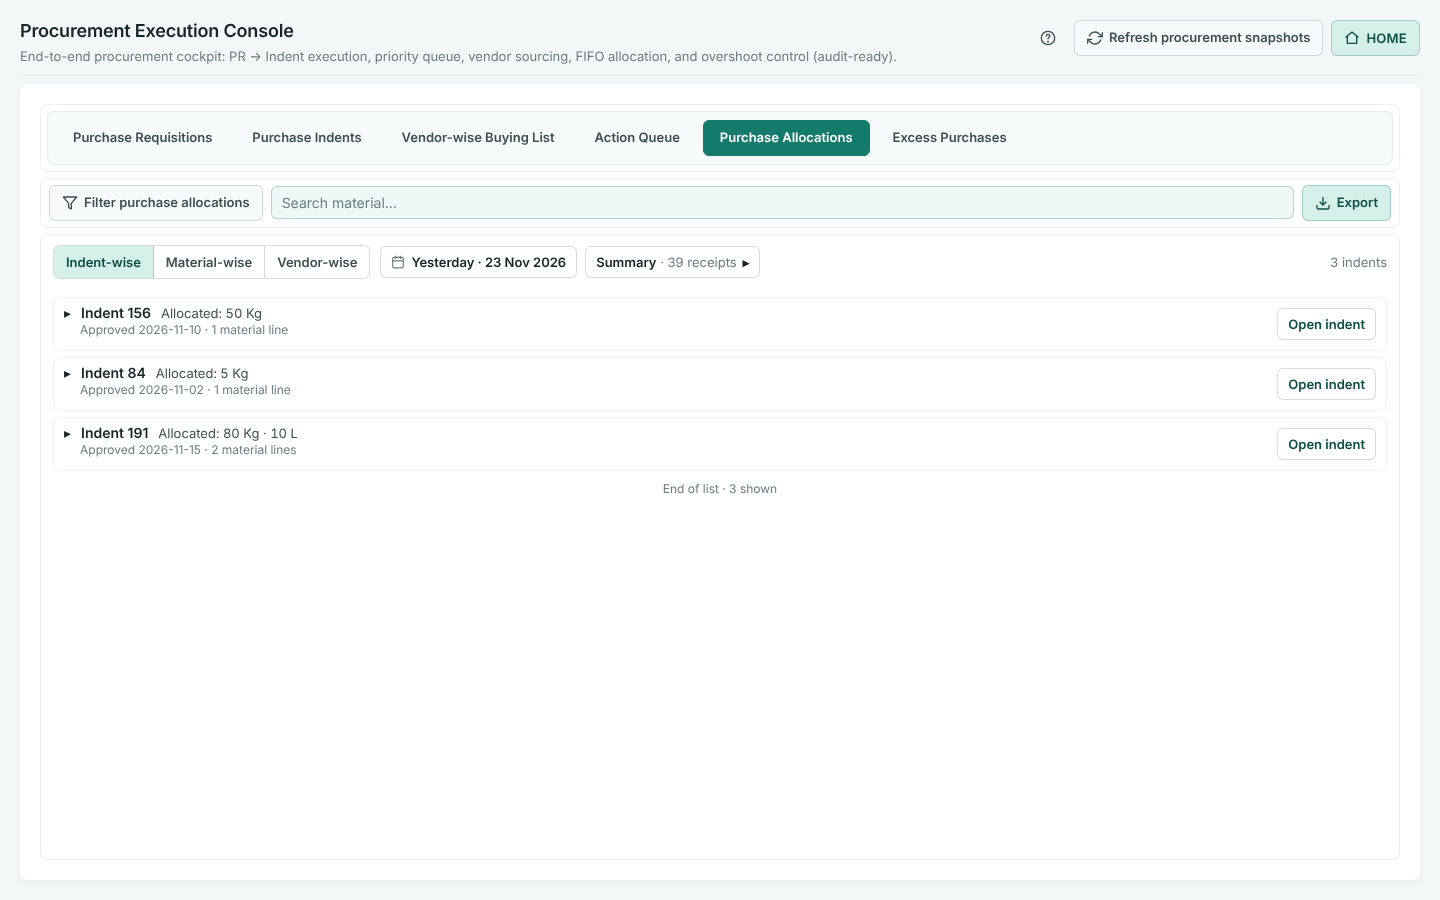 Procurement Execution Console
End-to-end procurement cockpit: PR → Indent execution, priority queue, vendor sourcing, FIFO allocation, and overshoot control (audit-ready).
Refresh procurement snapshots
HOME
Purchase Requisitions
Purchase Indents
Vendor-wise Buying List
Action Queue
Purchase Allocations
Excess Purchases
Filter purchase allocations
Search material...
Export
Indent-wise
Material-wise
Vendor-wise
Yesterday · 23 Nov 2026
Summary · 39 receipts ▸
3 indents
▸ Indent 156 Allocated: 50 Kg
Approved 2026-11-10 · 1 material line
Open indent
▸ Indent 84 Allocated: 5 Kg
Approved 2026-11-02 · 1 material line
Open indent
▸ Indent 191 Allocated: 80 Kg · 10 L
Approved 2026-11-15 · 2 material lines
Open indent
End of list · 3 shown